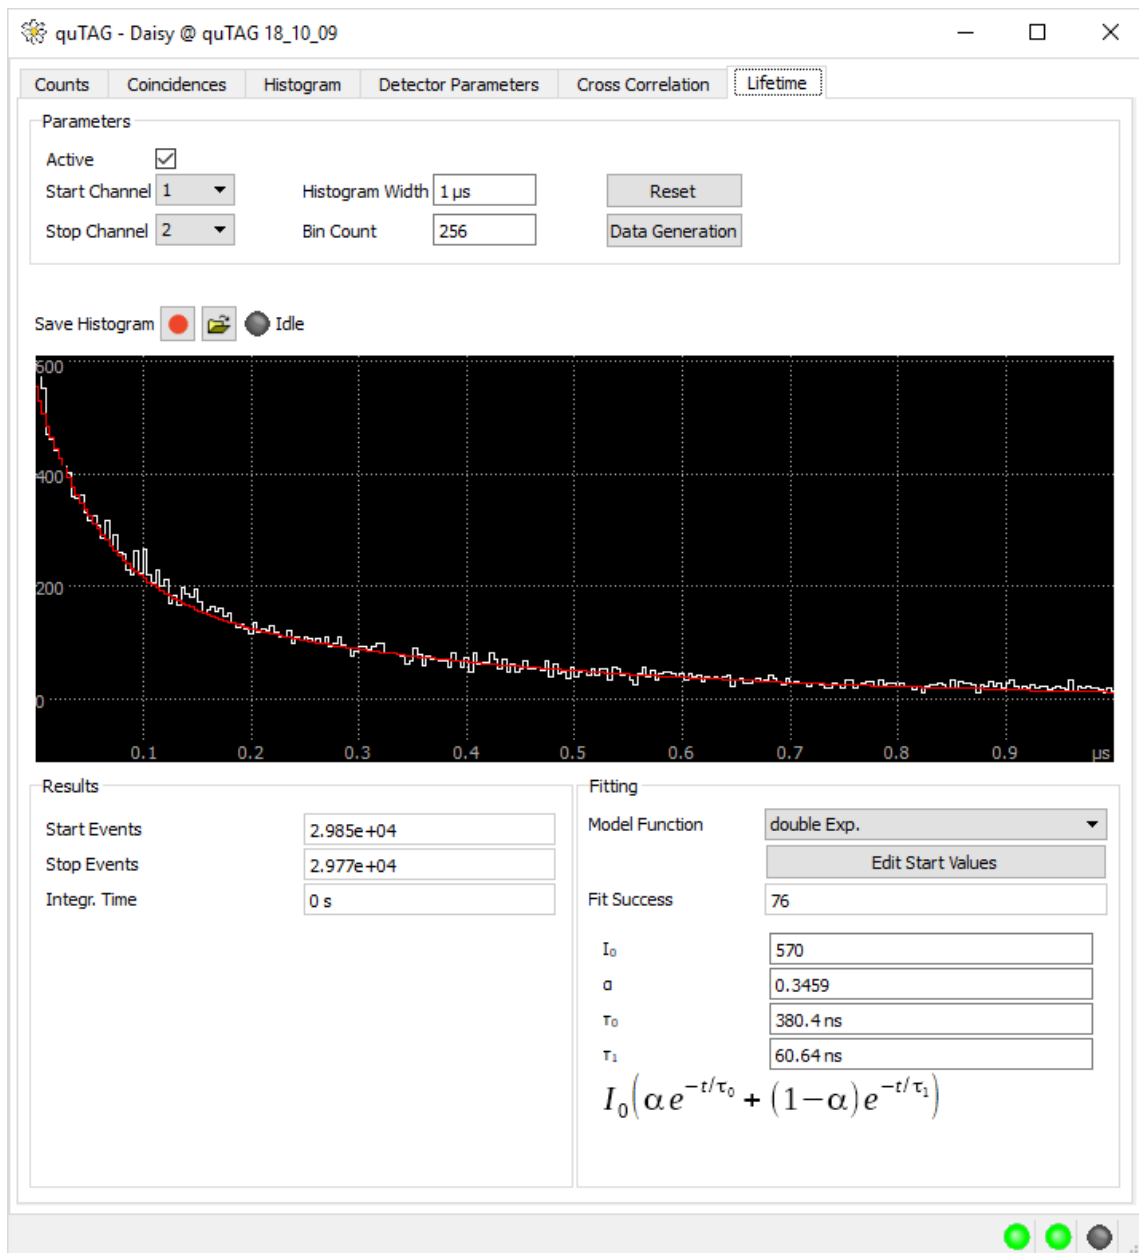 quTAG - Daisy @ quTAG 18_10_09
Counts Coincidences Histogram Detector Parameters Cross Correlation Lifetime
Parameters
Active
Start Channel 1 Histogram Width 1 µs Reset
Stop Channel 2 Bin Count 256 Data Generation
Save Histogram Idle
600
400
200
0
0.1 0.2 0.3 0.4 0.5 0.6 0.7 0.8 0.9 µs
Results
Start Events 2.985e+04
Stop Events 2.977e+04
Integr. Time 0 s
Fitting
Model Function double Exp.
Edit Start Values
Fit Success 76
I₀ 570
α 0.3459
τ₀ 380.4 ns
τ₁ 60.64 ns
I₀(αe^(−t/τ₀) + (1−α)e^(−t/τ₁))